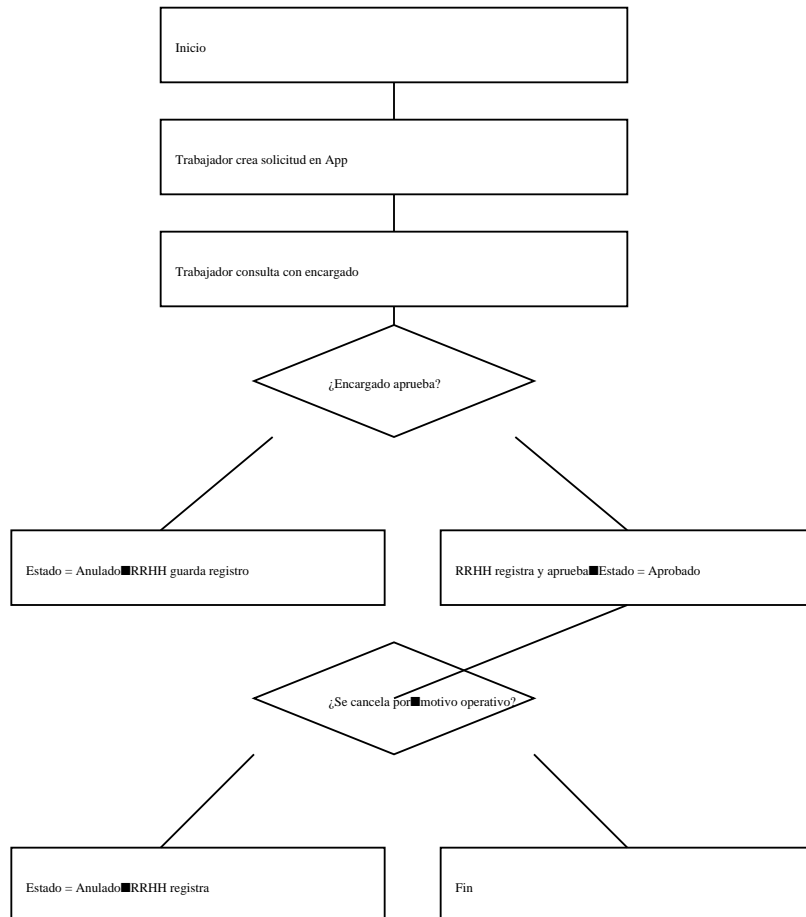 Inicio
Trabajador crea solicitud en App
Trabajador consulta con encargado
¿Encargado aprueba?
Estado = Anulado■RRHH guarda registro
RRHH registra y aprueba■Estado = Aprobado
¿Se cancela por■motivo operativo?
Estado = Anulado■RRHH registra
Fin